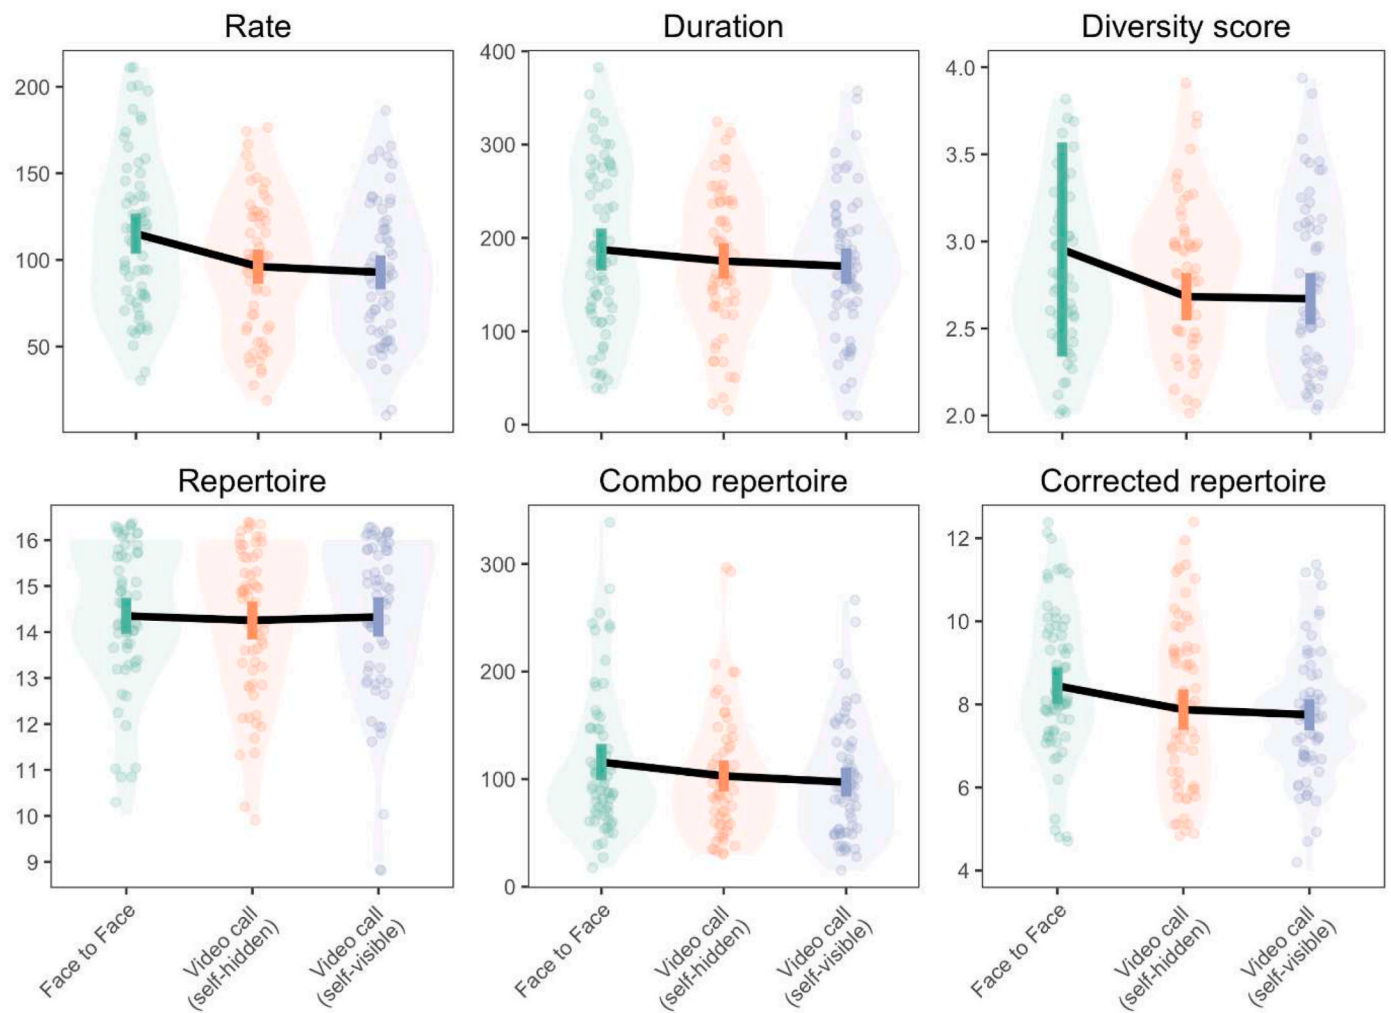 Rate
Duration
Diversity score
200
150
100
50
400
300
200
100
0
4.0
3.5
3.0
2.5
2.0
Repertoire
Combo repertoire
Corrected repertoire
16
15
14
13
12
11
10
9
300
200
100
0
12
10
8
6
4
Face to Face
Video call
(self-hidden)
Video call
(self-visible)
Face to Face
Video call
(self-hidden)
Video call
(self-visible)
Face to Face
Video call
(self-hidden)
Video call
(self-visible)